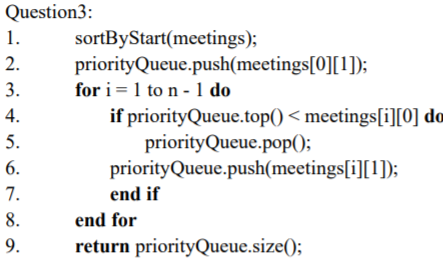 Question3:
1. sortByStart(meetings);
2. priorityQueue.push(meetings[0][1]);
3. for i = 1 to n - 1 do
4. if priorityQueue.top() < meetings[i][0] do
5. priorityQueue.pop();
6. priorityQueue.push(meetings[i][1]);
7. end if
8. end for
9. return priorityQueue.size();